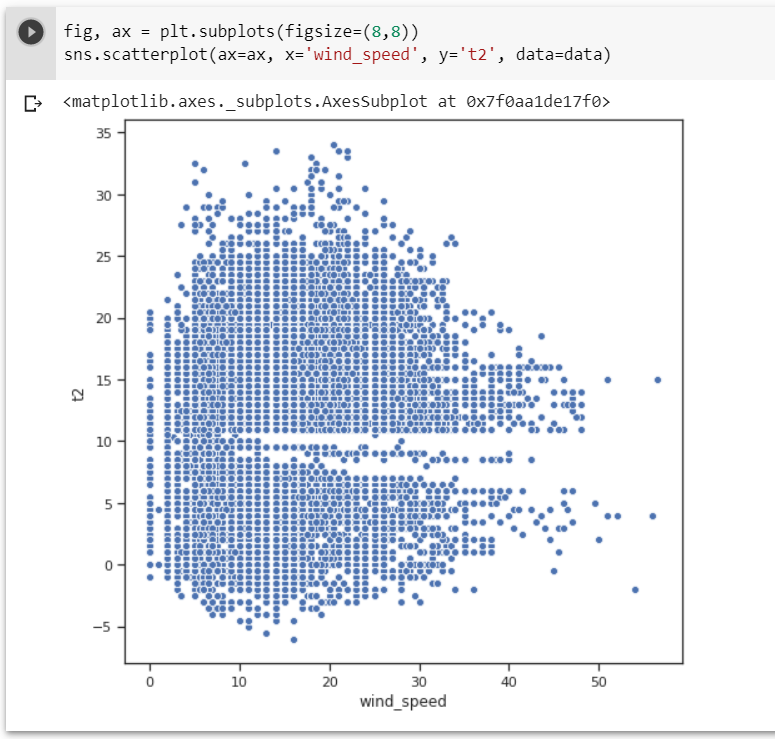 fig, ax = plt.subplots(figsize=(8,8))
sns.scatterplot(ax=ax, x='wind_speed', y='t2', data=data)
<matplotlib.axes._subplots.AxesSubplot at 0x7f0aa1de17f0>
35
30
25
20
15
10
5
0
−5
t2
0 10 20 30 40 50
wind_speed